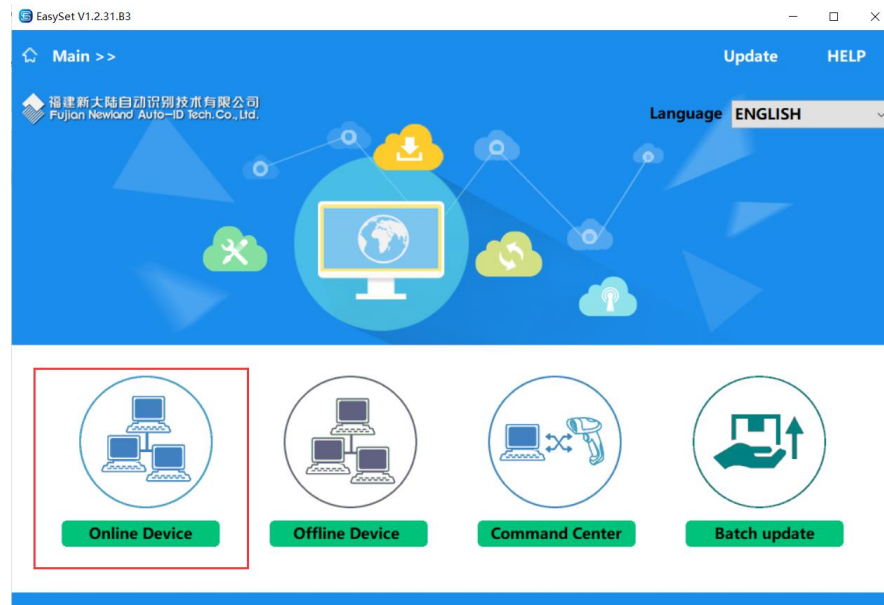 EasySet V1.2.31.B3
Main >>
Update
HELP
福建新大陆自动识别技术有限公司
Fujian Newland Auto-ID Tech.Co.,Ltd.
Language
ENGLISH
Online Device
Offline Device
Command Center
Batch update